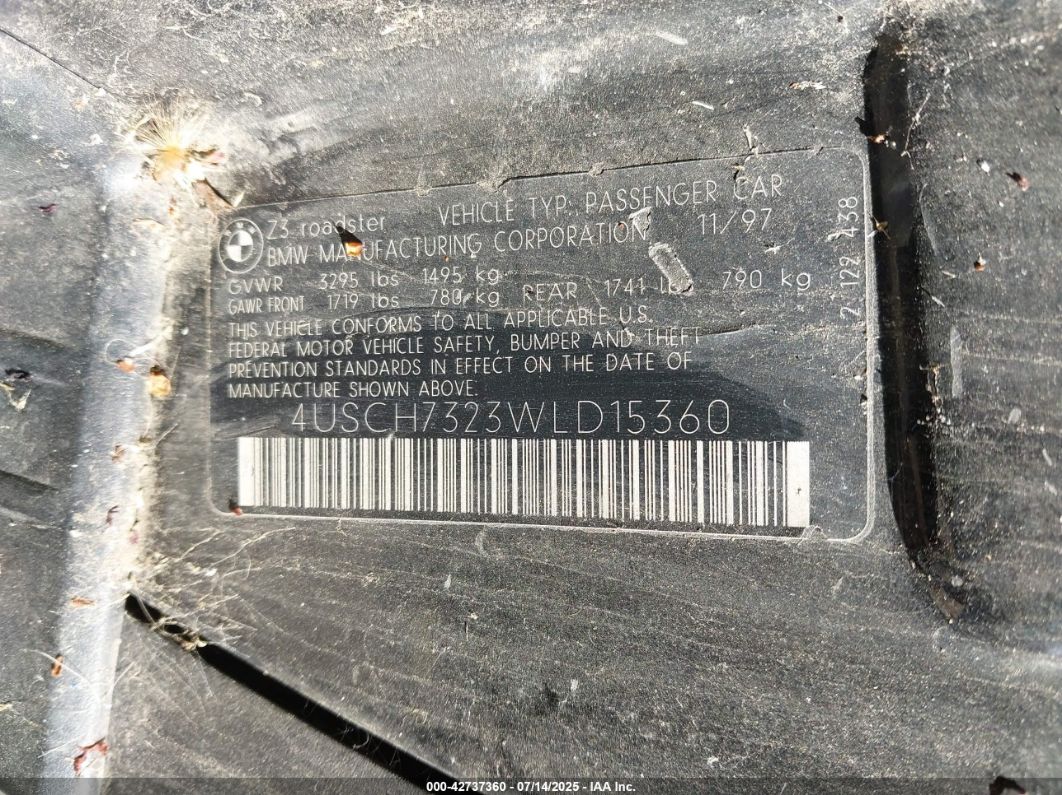 Z3 roadster VEHICLE TYP: PASSENGER CAR
BMW MANUFACTURING CORPORATION 11/97
GVWR 3295 lbs 1495 kg
GAWR FRONT 1719 lbs 780 kg REAR 1741 lbs 790 kg
THIS VEHICLE CONFORMS TO ALL APPLICABLE U.S.
FEDERAL MOTOR VEHICLE SAFETY, BUMPER AND THEFT
PREVENTION STANDARDS IN EFFECT ON THE DATE OF
MANUFACTURE SHOWN ABOVE.
4USCH7323WLD15360
2 129 438
000-42737360 - 07/14/2025 - IAA Inc.